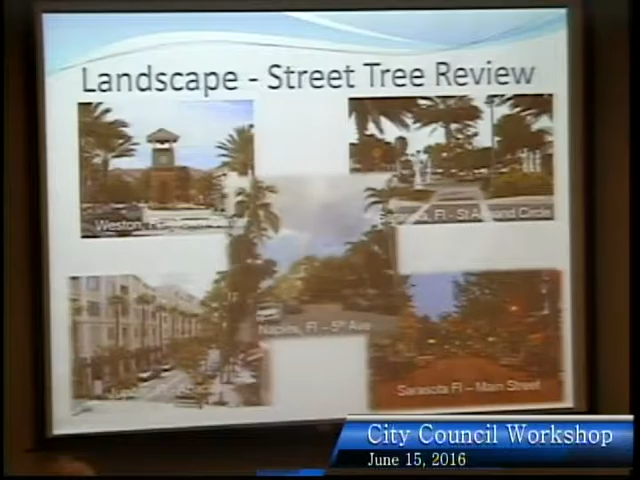 Landscape - Street Tree Review
Weston,
Fl - St Armand Circle
Naples, Fl - 5th Ave
Sarasota Fl - Main Street
City Council Workshop
June 15, 2016